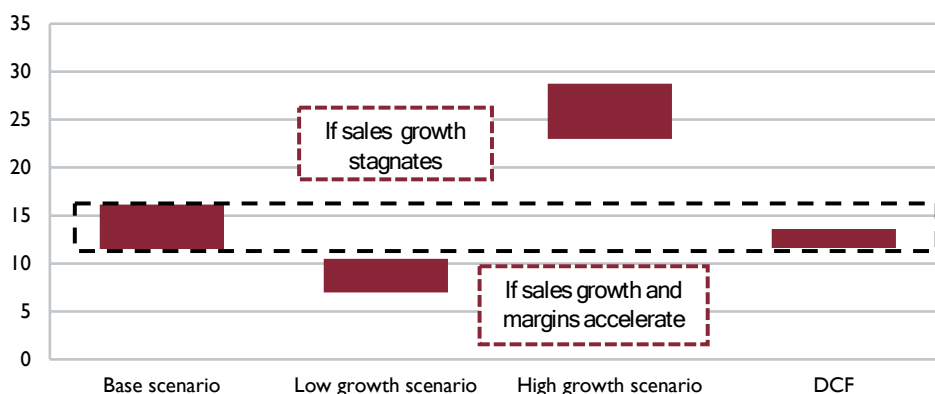 35
30
25
20
15
10
5
0
If sales growth
stagnates
If sales growth and
margins accelerate
Base scenario
Low growth scenario
High growth scenario
DCF